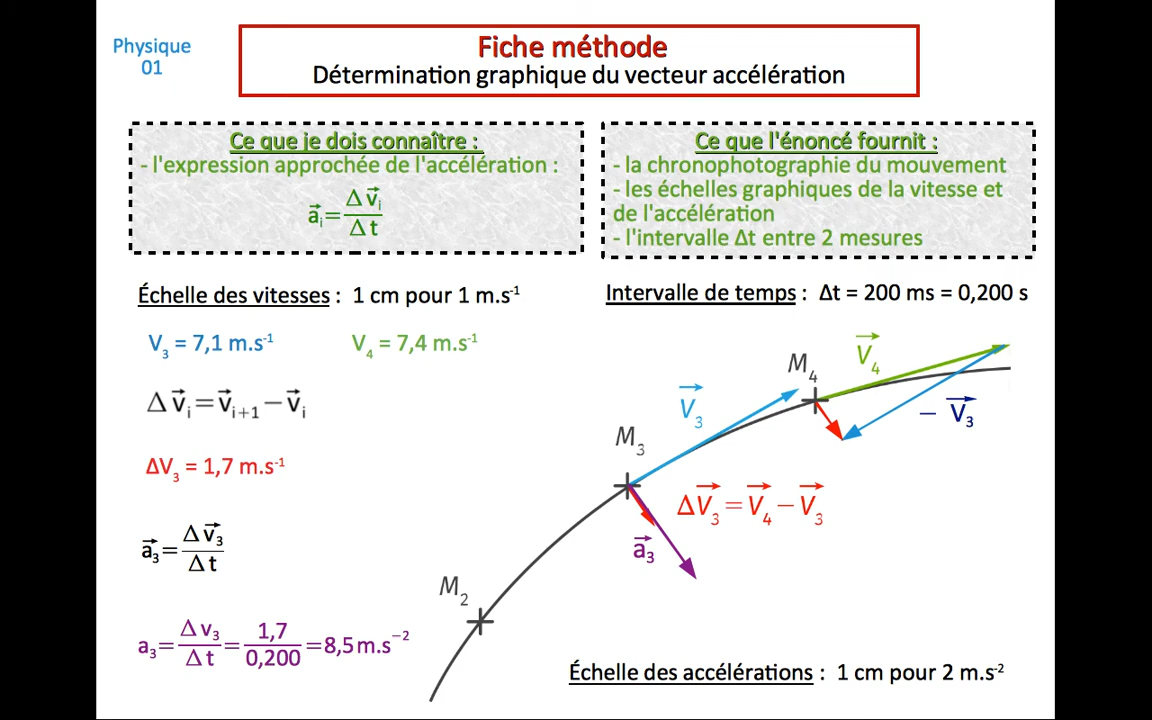 Physique
01
Fiche méthode
Détermination graphique du vecteur accélération
Ce que je dois connaître :
- l'expression approchée de l'accélération :
a⃗ᵢ = Δv⃗ᵢ / Δt
Ce que l'énoncé fournit :
- la chronophotographie du mouvement
- les échelles graphiques de la vitesse et
de l'accélération
- l'intervalle Δt entre 2 mesures
Échelle des vitesses : 1 cm pour 1 m.s⁻¹
Intervalle de temps : Δt = 200 ms = 0,200 s
V₃ = 7,1 m.s⁻¹
V₄ = 7,4 m.s⁻¹
Δv⃗ᵢ = v⃗ᵢ₊₁ − v⃗ᵢ
ΔV₃ = 1,7 m.s⁻¹
a⃗₃ = Δv⃗₃ / Δt
a₃ = Δv₃ / Δt = 1,7 / 0,200 = 8,5 m.s⁻²
M₄
V⃗₄
V⃗₃
− V⃗₃
M₃
ΔV⃗₃ = V⃗₄ − V⃗₃
a⃗₃
M₂
Échelle des accélérations : 1 cm pour 2 m.s⁻²